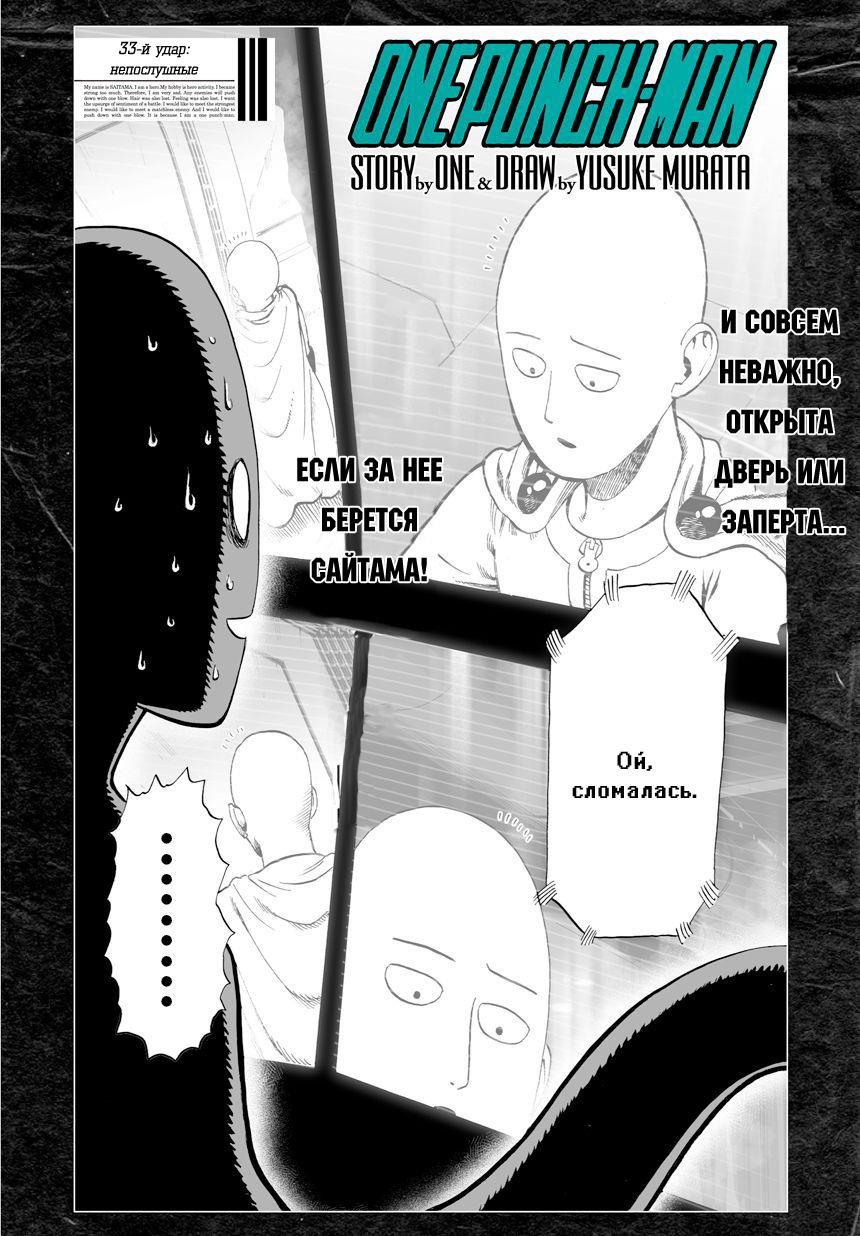 33-й удар:
непослушные
My name is SAITAMA. I am a hero.My hobby is hero activity. I became
strong too much. Therefore, I am very sad. Any enemies will push
down with one blow. Hair was also lost. Feeling was also lost. I want
the upsurge of sentiment of a battle. I would like to meet the strongest
enemy. I would like to meet a matchless enemy. And I would like to
push down with one blow. It is because I am a one punch-man.
ONEPUNCH-MAN
STORY by ONE & DRAW by YUSUKE MURATA
И СОВСЕМ
НЕВАЖНО,
ОТКРЫТА
ДВЕРЬ ИЛИ
ЗАПЕРТА...
ЕСЛИ ЗА НЕЕ
БЕРЕТСЯ
САЙТАМА!
Ой,
сломалась.
.........